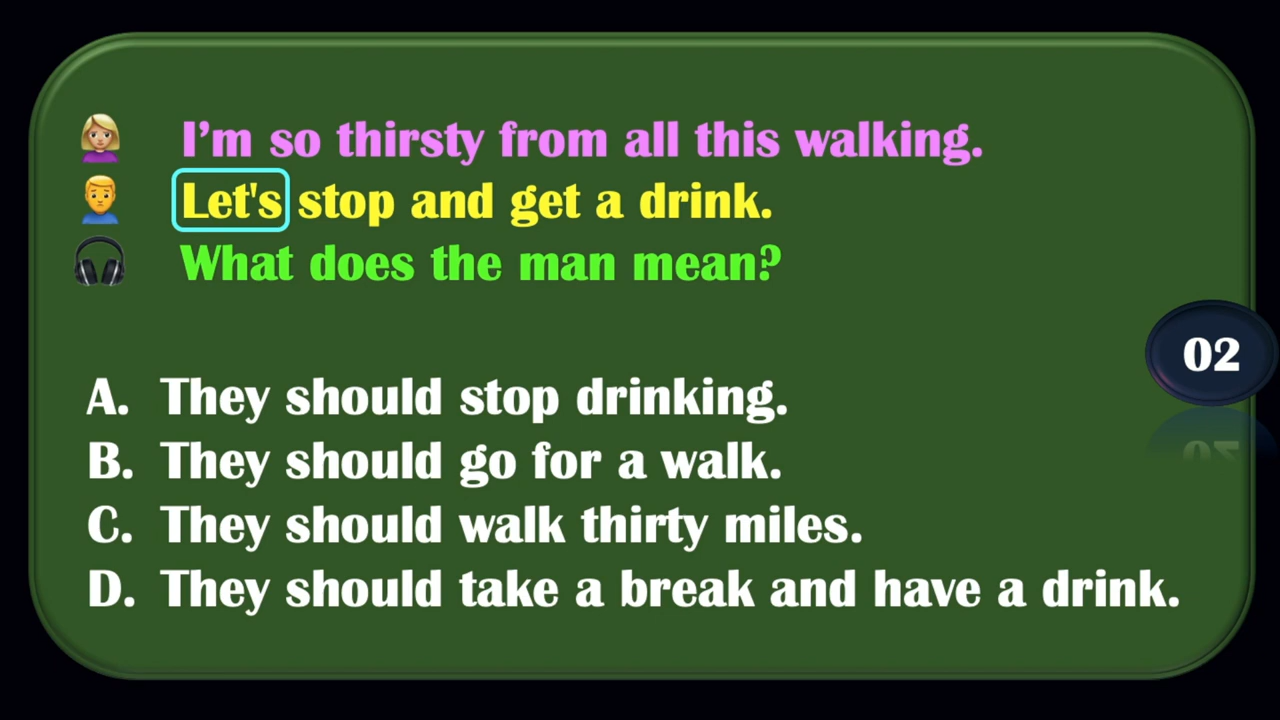 I’m so thirsty from all this walking.
Let's stop and get a drink.
What does the man mean?
02
A. They should stop drinking.
B. They should go for a walk.
C. They should walk thirty miles.
D. They should take a break and have a drink.